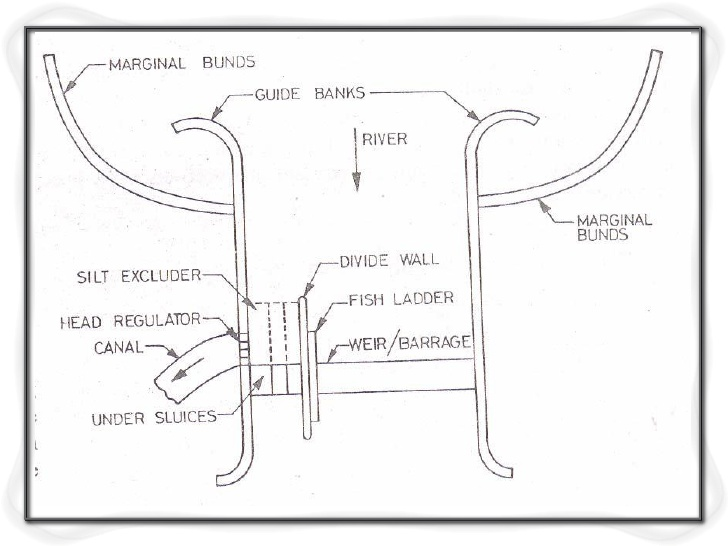 MARGINAL BUNDS
GUIDE BANKS
RIVER
MARGINAL
BUNDS
DIVIDE WALL
SILT EXCLUDER
FISH LADDER
HEAD REGULATOR
CANAL
WEIR/BARRAGE
UNDER SLUICES